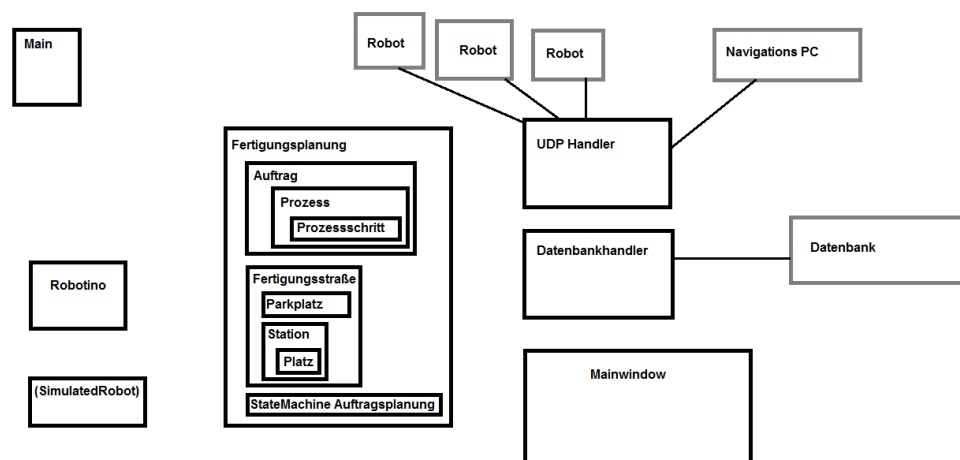 Main
Robot
Robot
Robot
Navigations PC
Fertigungsplanung
UDP Handler
Auftrag
Prozess
Prozessschritt
Datenbankhandler
Datenbank
Robotino
Fertigungsstraße
Parkplatz
Station
Platz
Mainwindow
(SimulatedRobot)
StateMachine Auftragsplanung